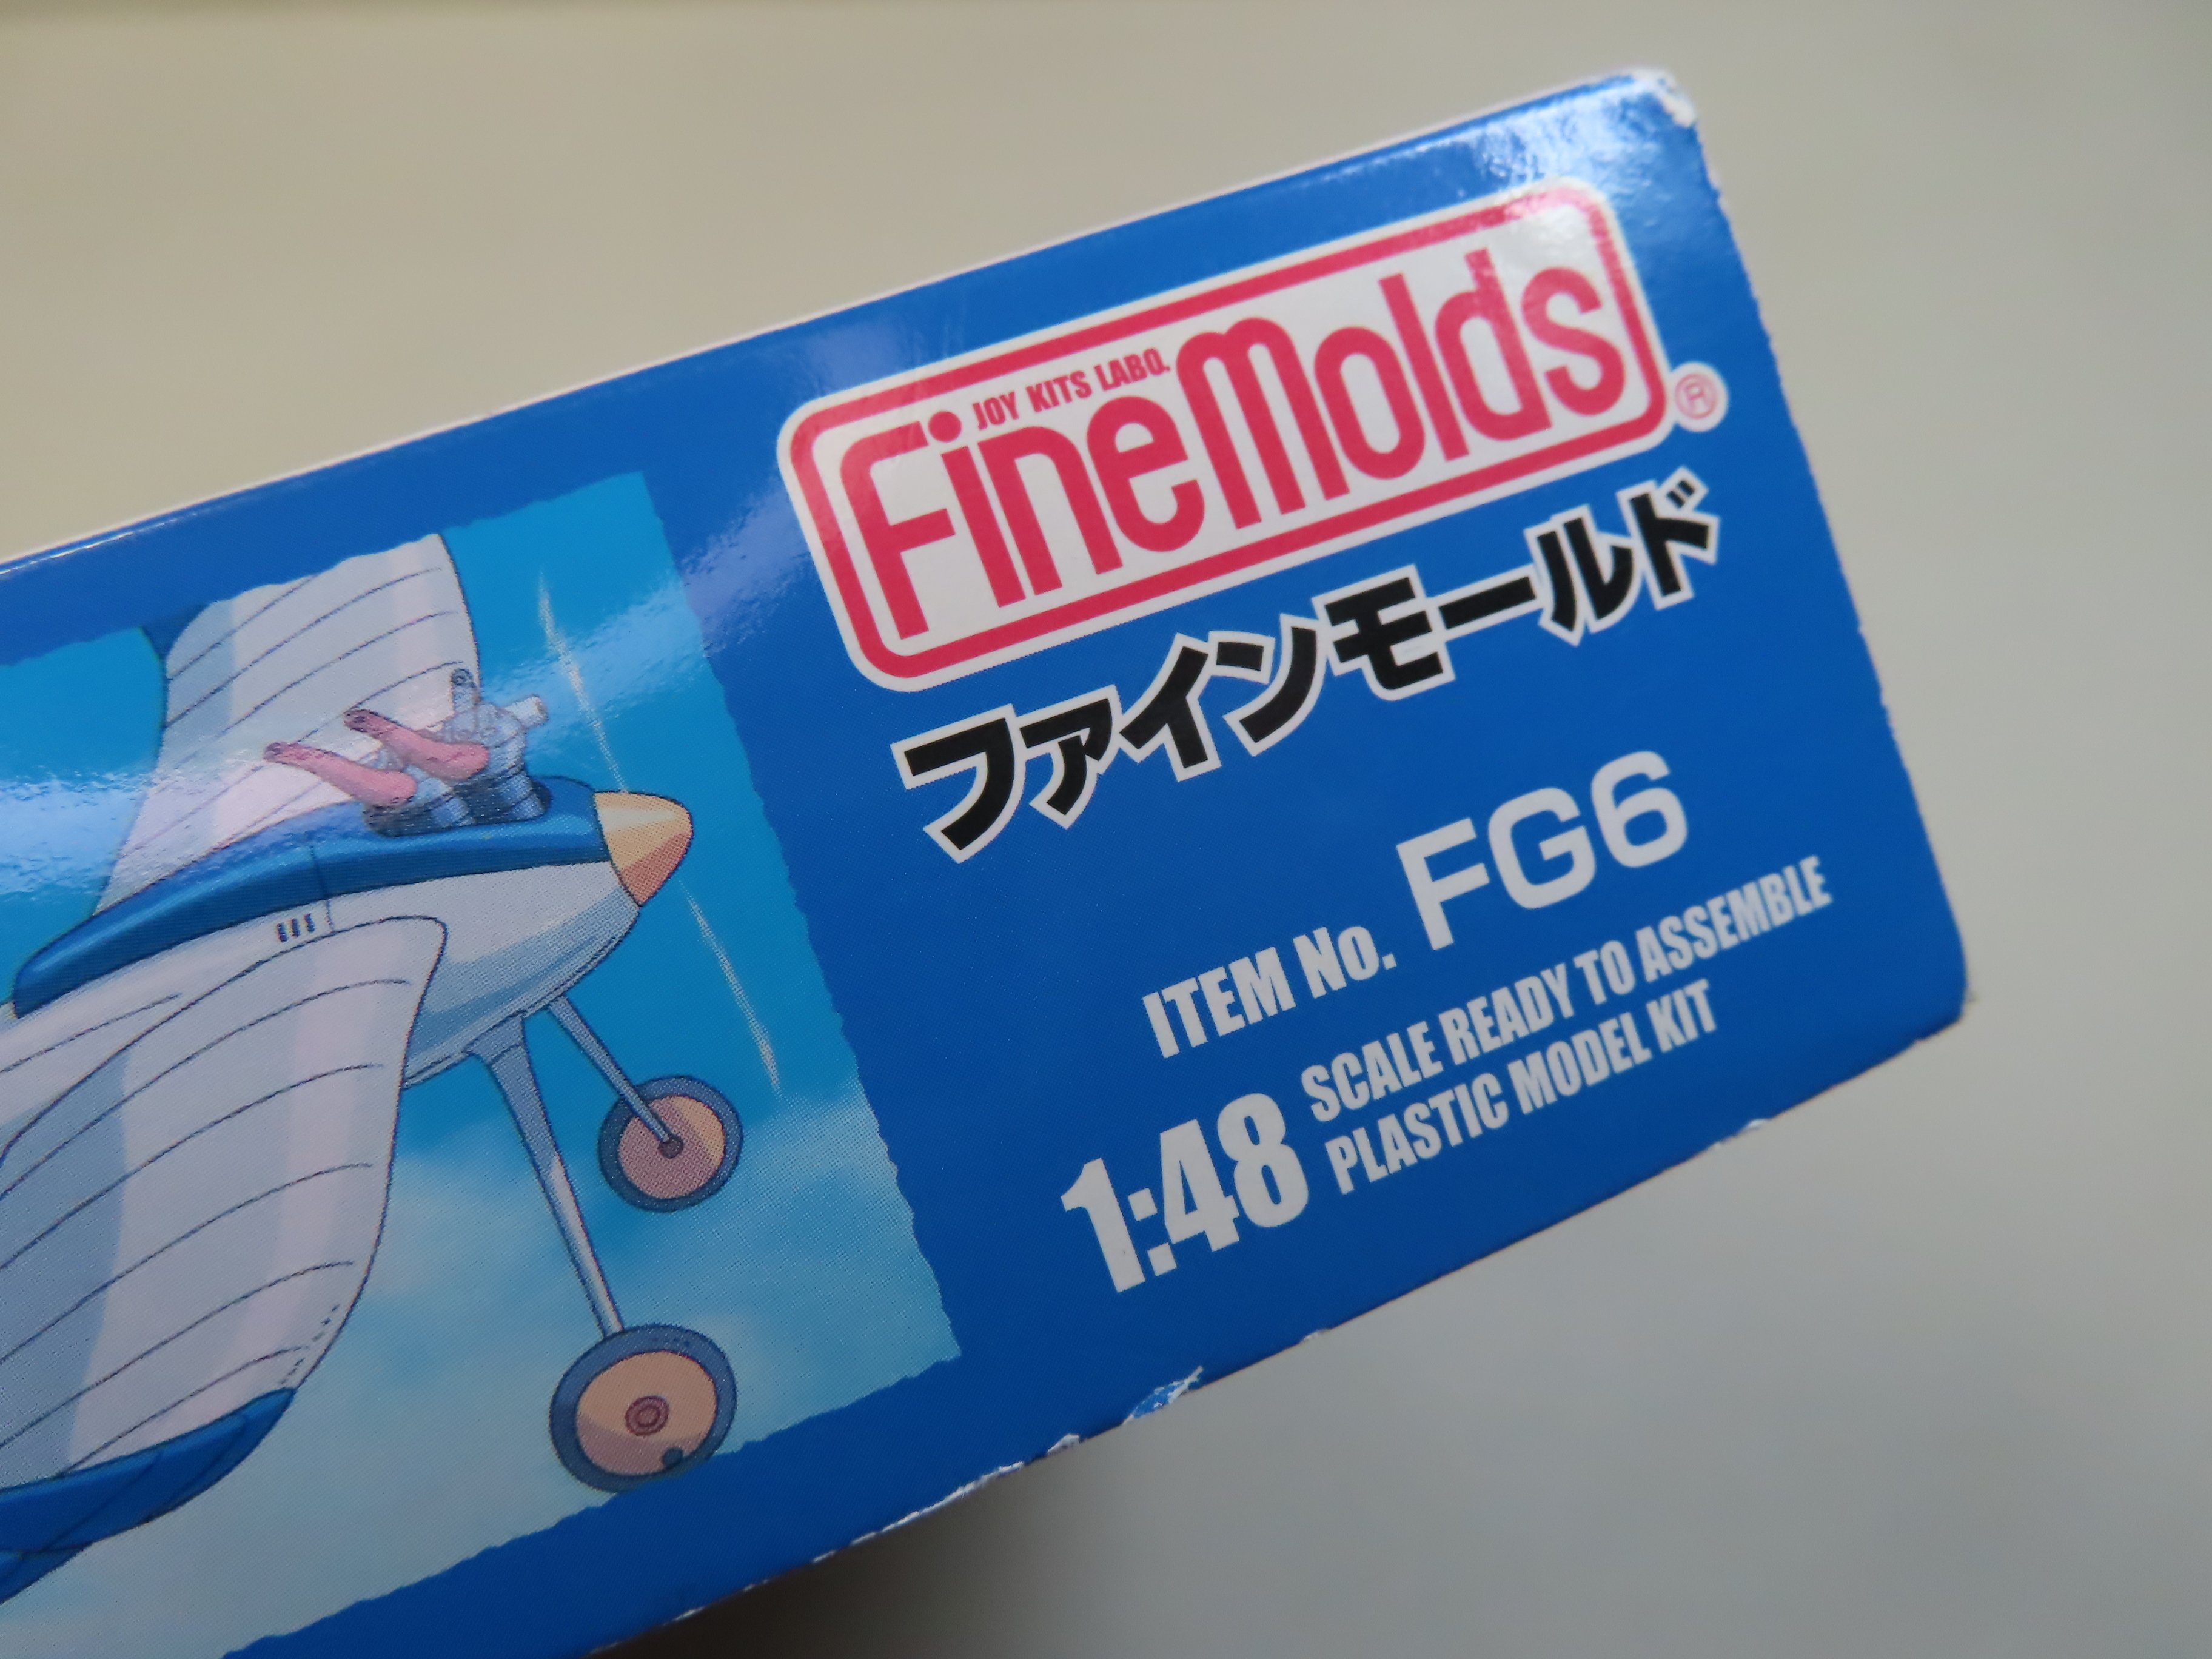 JOY KITS LABO.
FineMolds
®
ファインモールド
ITEM No. FG6
1:48 SCALE READY TO ASSEMBLE
PLASTIC MODEL KIT